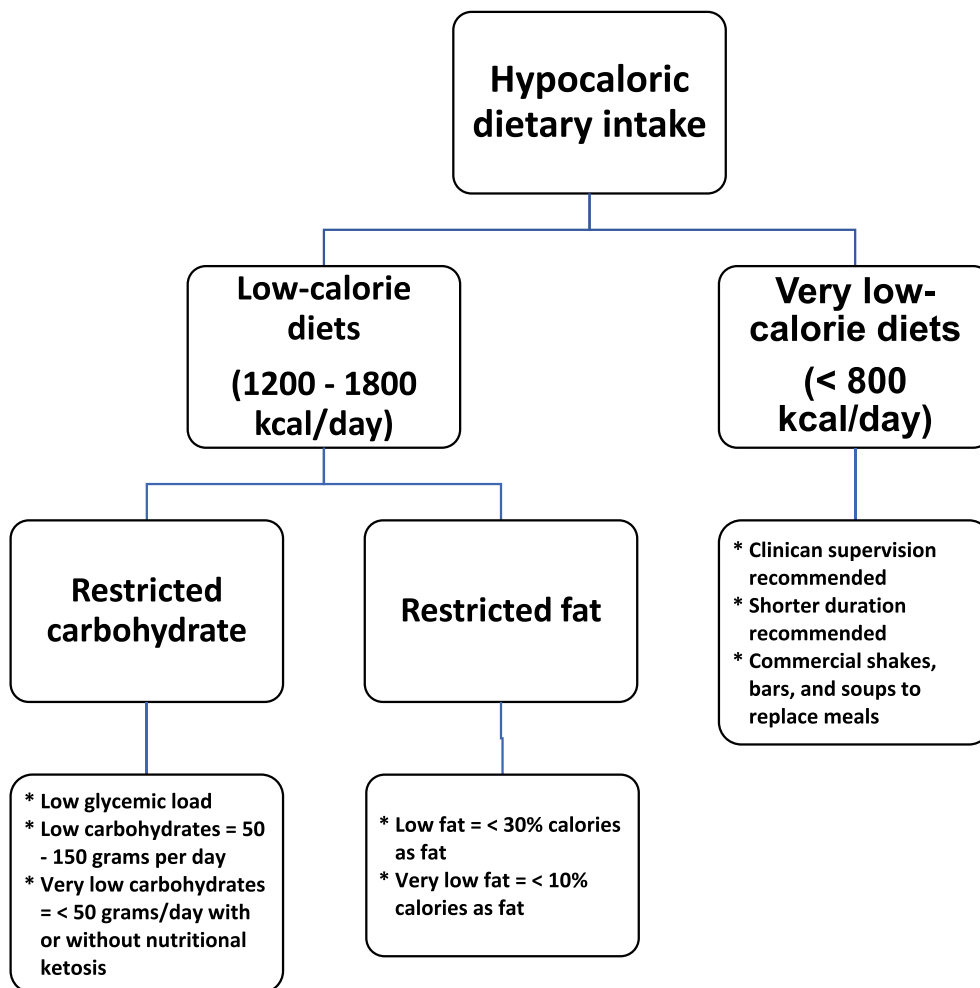 Hypocaloric
dietary intake
Low-calorie
diets
(1200 - 1800
kcal/day)
Very low-
calorie diets
(< 800
kcal/day)
Restricted
carbohydrate
Restricted fat
* Clinican supervision
recommended
* Shorter duration
recommended
* Commercial shakes,
bars, and soups to
replace meals
* Low glycemic load
* Low carbohydrates = 50
- 150 grams per day
* Very low carbohydrates
= < 50 grams/day with
or without nutritional
ketosis
* Low fat = < 30% calories
as fat
* Very low fat = < 10%
calories as fat